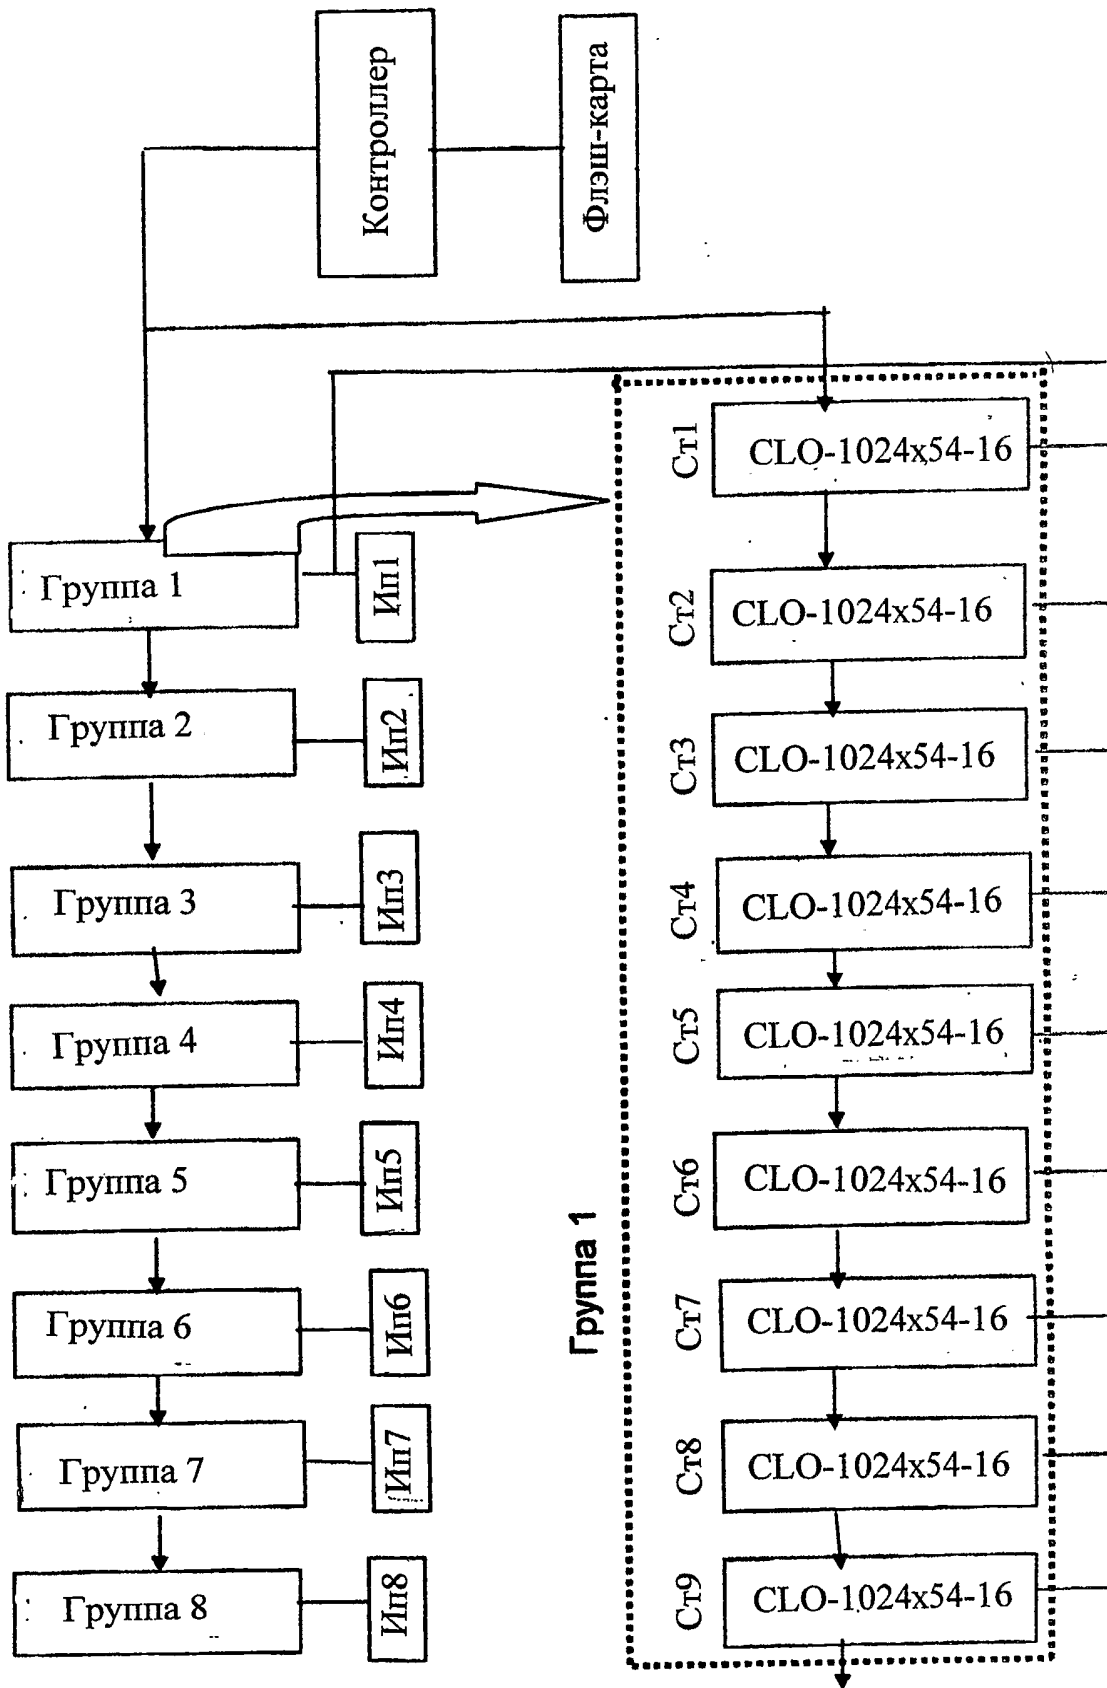 Контроллер
Флэш-карта
Группа 1
Ип1
Группа 2
Ип2
Группа 3
Ип3
Группа 4
Ип4
Группа 5
Ип5
Группа 6
Ип6
Группа 7
Ип7
Группа 8
Ип8
Группа 1
Ст1
CLO-1024x54-16
Ст2
CLO-1024x54-16
Ст3
CLO-1024x54-16
Ст4
CLO-1024x54-16
Ст5
CLO-1024x54-16
Ст6
CLO-1024x54-16
Ст7
CLO-1024x54-16
Ст8
CLO-1024x54-16
Ст9
CLO-1024x54-16